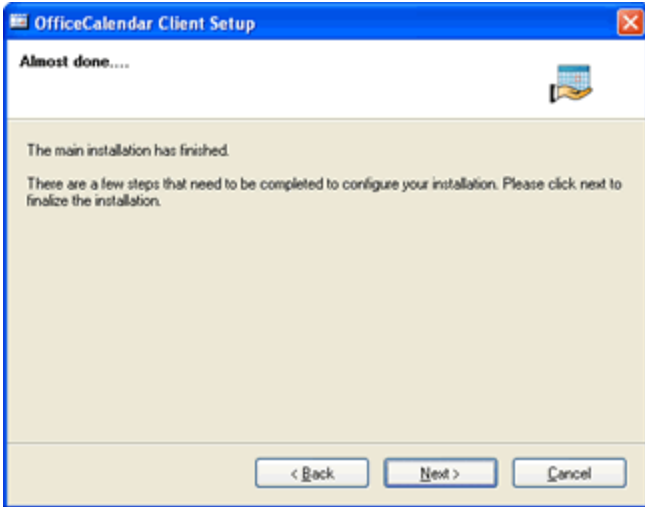 OfficeCalendar Client Setup
Almost done....
The main installation has finished.
There are a few steps that need to be completed to configure your installation. Please click next to
finalize the installation.
< Back
Next >
Cancel